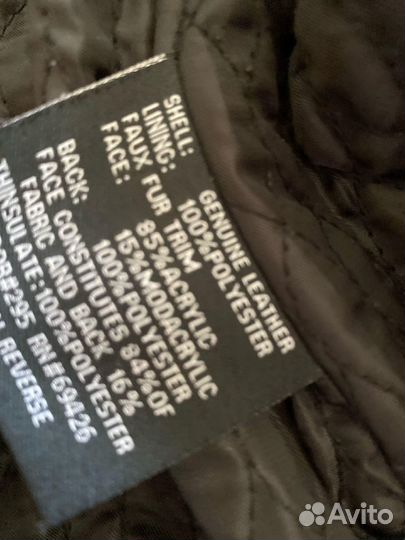 SHELL: GENUINE LEATHER
LINING: 100%POLYESTER
FAUX FUR TRIM
FACE: 85%ACRYLIC
15%MODACRYLIC
BACK: 100%POLYESTER
FACE CONSTITUTES 84%OF
FABRIC AND BACK 16%
THINSULATE:100%POLYESTER
#295 RN#69426
REVERSE
Avito